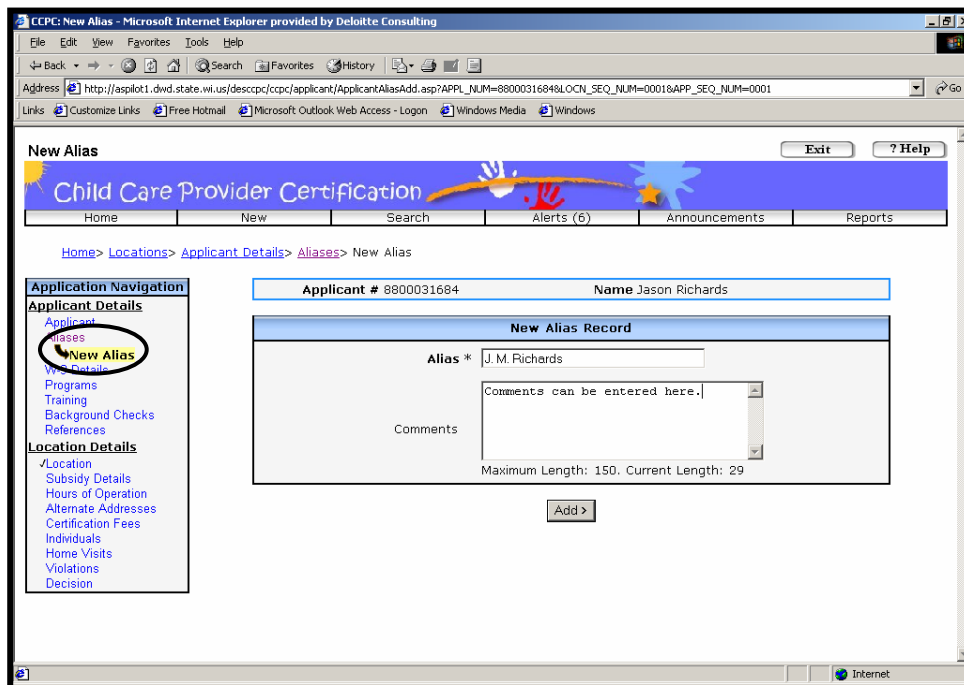 CCPC: New Alias - Microsoft Internet Explorer provided by Deloitte Consulting
File Edit View Favorites Tools Help
Back Search Favorites History
Address http://aspilot1.dwd.state.wi.us/desccpc/ccpc/applicant/ApplicantAliasAdd.asp?APPL_NUM=8800031684&LOCN_SEQ_NUM=0001&APP_SEQ_NUM=0001 Go
Links Customize Links Free Hotmail Microsoft Outlook Web Access - Logon Windows Media Windows
New Alias Exit ? Help
Child Care Provider Certification
Home New Search Alerts (6) Announcements Reports
Home> Locations> Applicant Details> Aliases> New Alias
Application Navigation
Applicant Details
Applicant
Aliases
New Alias
W-9 Details
Programs
Training
Background Checks
References
Location Details
√Location
Subsidy Details
Hours of Operation
Alternate Addresses
Certification Fees
Individuals
Home Visits
Violations
Decision
Applicant # 8800031684 Name Jason Richards
New Alias Record
Alias * J. M. Richards
Comments Comments can be entered here.
Maximum Length: 150. Current Length: 29
Add >
Internet